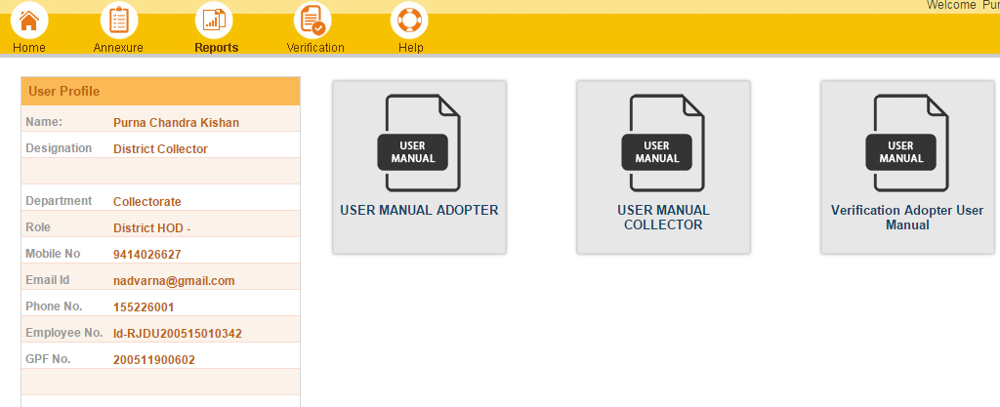 Welcome Pur
Home
Annexure
Reports
Verification
Help
User Profile
Name: Purna Chandra Kishan
Designation District Collector
Department Collectorate
Role District HOD -
Mobile No 9414026627
Email Id nadvarna@gmail.com
Phone No. 155226001
Employee No. Id-RJDU200515010342
GPF No. 200511900602
USER
MANUAL
USER MANUAL ADOPTER
USER
MANUAL
USER MANUAL
COLLECTOR
USER
MANUAL
Verification Adopter User
Manual